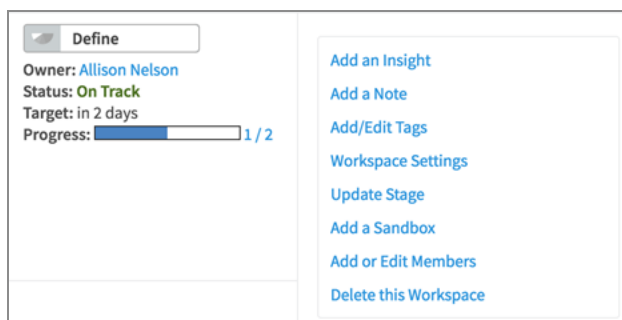 Define
Owner: Allison Nelson
Status: On Track
Target: in 2 days
Progress: 1 / 2
Add an Insight
Add a Note
Add/Edit Tags
Workspace Settings
Update Stage
Add a Sandbox
Add or Edit Members
Delete this Workspace